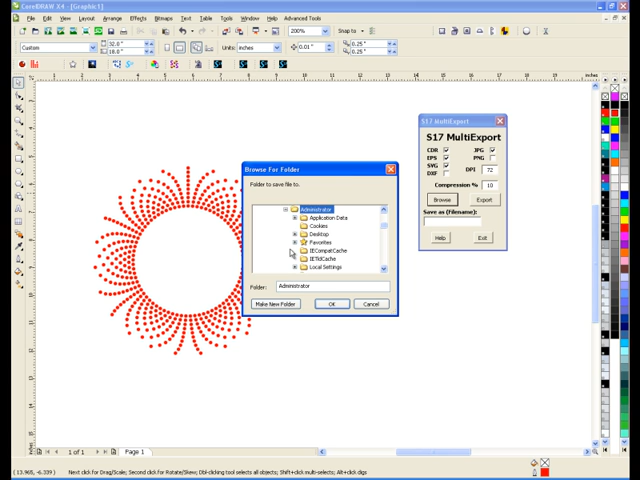 CorelDRAW X4 - [Graphic1]
File Edit View Layout Arrange Effects Bitmaps Text Table Tools Window Help Advanced Tools
200% Snap to
Custom 32.0" 18.0" Units: inches 0.01" 0.25" 0.25"
inches
S17 MultiExport
S17 MultiExport
CDR JPG
EPS PNG
SVG DPI 72
DXF
Compression % 10
Browse Export
Save as (filename):
Help Exit
Browse For Folder
Folder to save file to.
Administrator
Application Data
Cookies
Desktop
Favorites
IECompatCache
IETldCache
Local Settings
Folder: Administrator
Make New Folder OK Cancel
1 of 1 Page 1
(13.965, -6.339) Next click for Drag/Scale; Second click for Rotate/Skew; Dbl-clicking tool selects all objects; Shift+click multi-selects; Alt+click digs